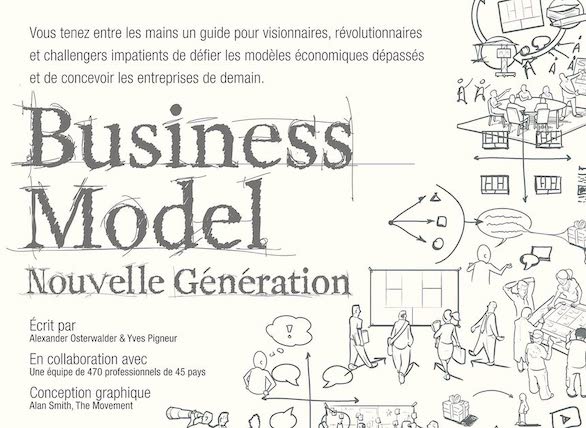 Vous tenez entre les mains un guide pour visionnaires, révolutionnaires
et challengers impatients de défier les modèles économiques dépassés
et de concevoir les entreprises de demain.
Business
Model
Nouvelle Génération
Écrit par
Alexander Osterwalder & Yves Pigneur
En collaboration avec
Une équipe de 470 professionnels de 45 pays
Conception graphique
Alan Smith, The Movement